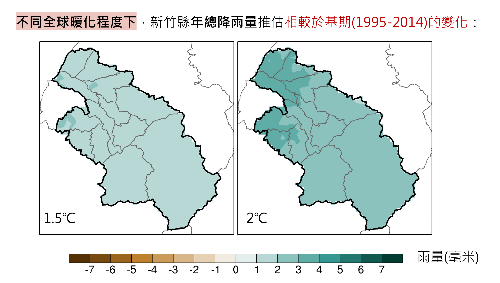 不同全球暖化程度下，新竹縣年總降雨量推估相較於基期(1995-2014)的變化：
1.5℃
2℃
-7 -6 -5 -4 -3 -2 -1 0 1 2 3 4 5 6 7
雨量(毫米)